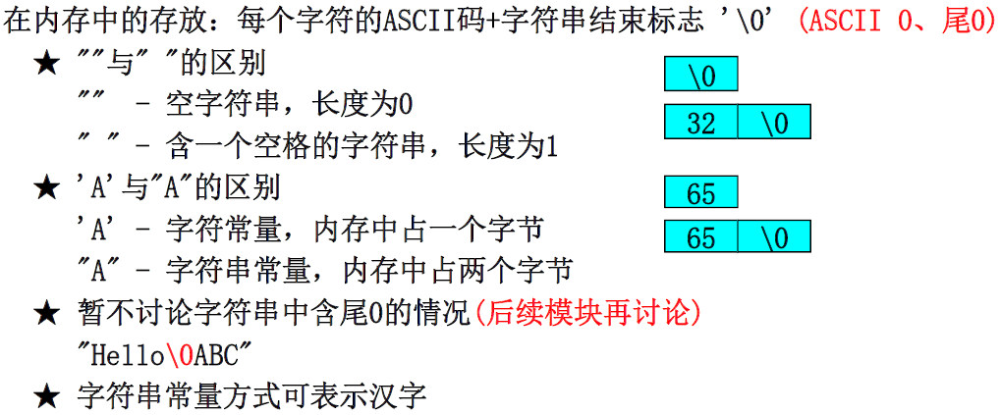 在内存中的存放：每个字符的ASCII码+字符串结束标志 '\0' (ASCII 0、尾0)
★ ""与" "的区别
\0
"" - 空字符串，长度为0
32 \0
" " - 含一个空格的字符串，长度为1
★ 'A'与"A"的区别
65
'A' - 字符常量，内存中占一个字节
65 \0
"A" - 字符串常量，内存中占两个字节
★ 暂不讨论字符串中含尾0的情况(后续模块再讨论)
"Hello\0ABC"
★ 字符串常量方式可表示汉字